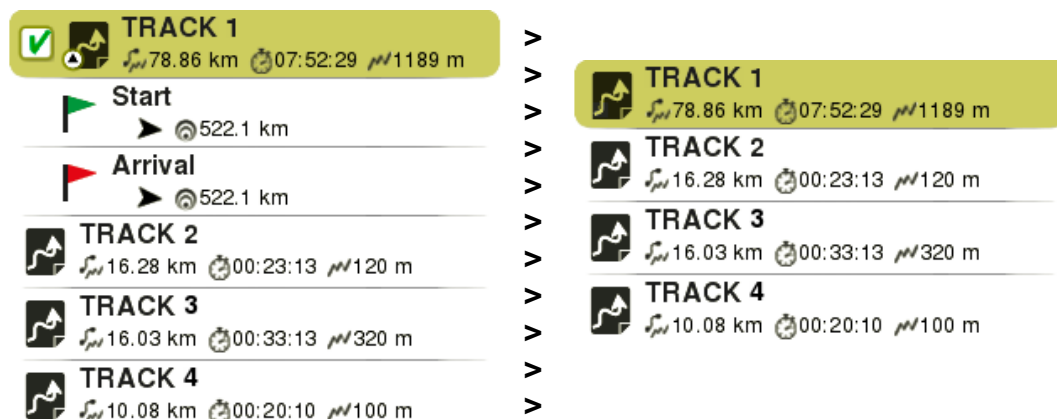 TRACK 1
78.86 km 07:52:29 1189 m
Start
522.1 km
Arrival
522.1 km
TRACK 2
16.28 km 00:23:13 120 m
TRACK 3
16.03 km 00:33:13 320 m
TRACK 4
10.08 km 00:20:10 100 m
>
>
>
>
>
>
>
>
>
>
>
TRACK 1
78.86 km 07:52:29 1189 m
TRACK 2
16.28 km 00:23:13 120 m
TRACK 3
16.03 km 00:33:13 320 m
TRACK 4
10.08 km 00:20:10 100 m